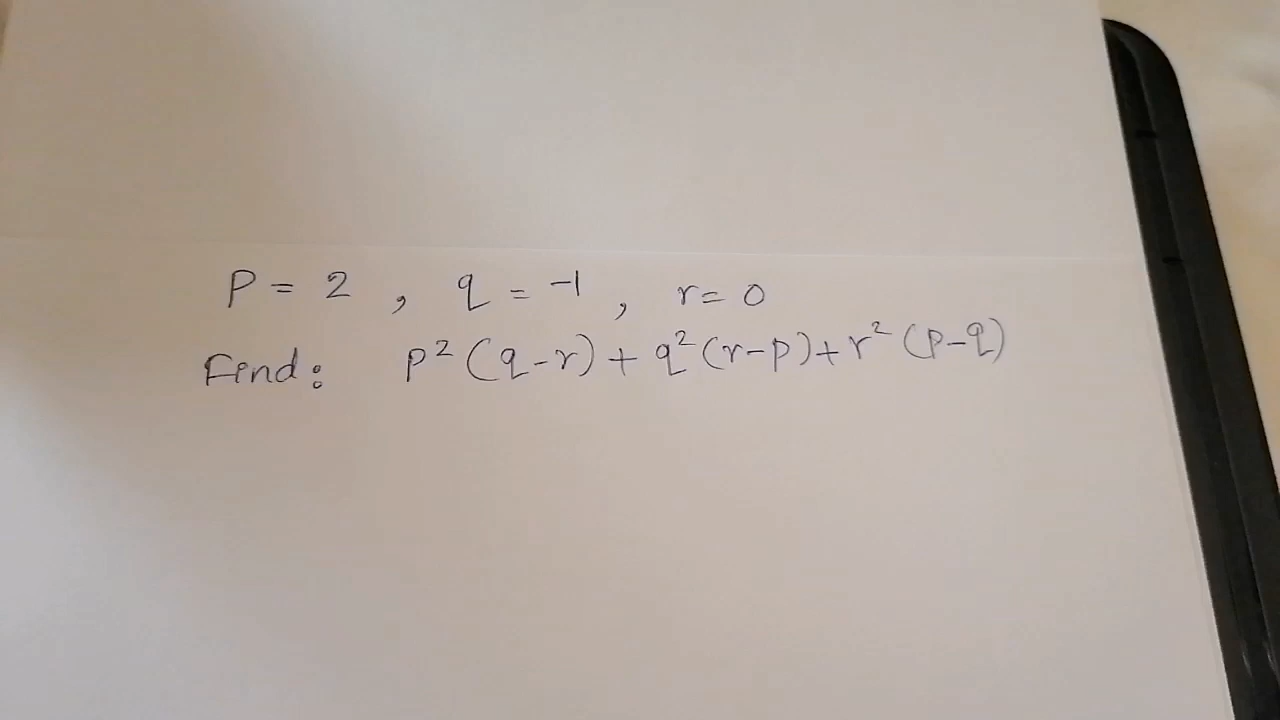 P = 2 , q = -1 , r = 0
Find: p² (q-r) + q² (r-p) + r² (p-q)